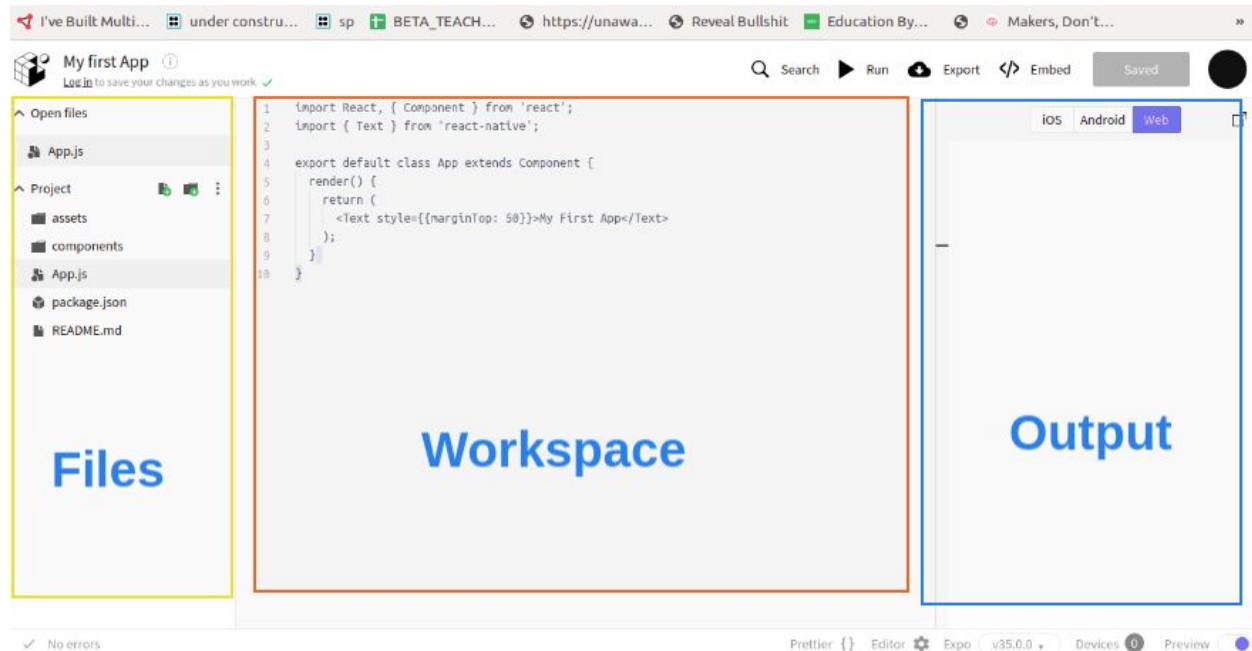 I've Built Multi... under constru... sp BETA_TEACH... https://unawa... Reveal Bullshit Education By... Makers, Don't... »
My first App
Log in to save your changes as you work
Search Run Export </> Embed Saved
Open files
App.js
Project
assets
components
App.js
package.json
README.md
Files
1 import React, { Component } from 'react';
2 import { Text } from 'react-native';
3
4 export default class App extends Component {
5 render() {
6 return (
7 <Text style={{marginTop: 50}}>My First App</Text>
8 );
9 }
10 }
Workspace
iOS Android Web
Output
No errors
Prettier {} Editor Expo v35.0.0 Devices 0 Preview